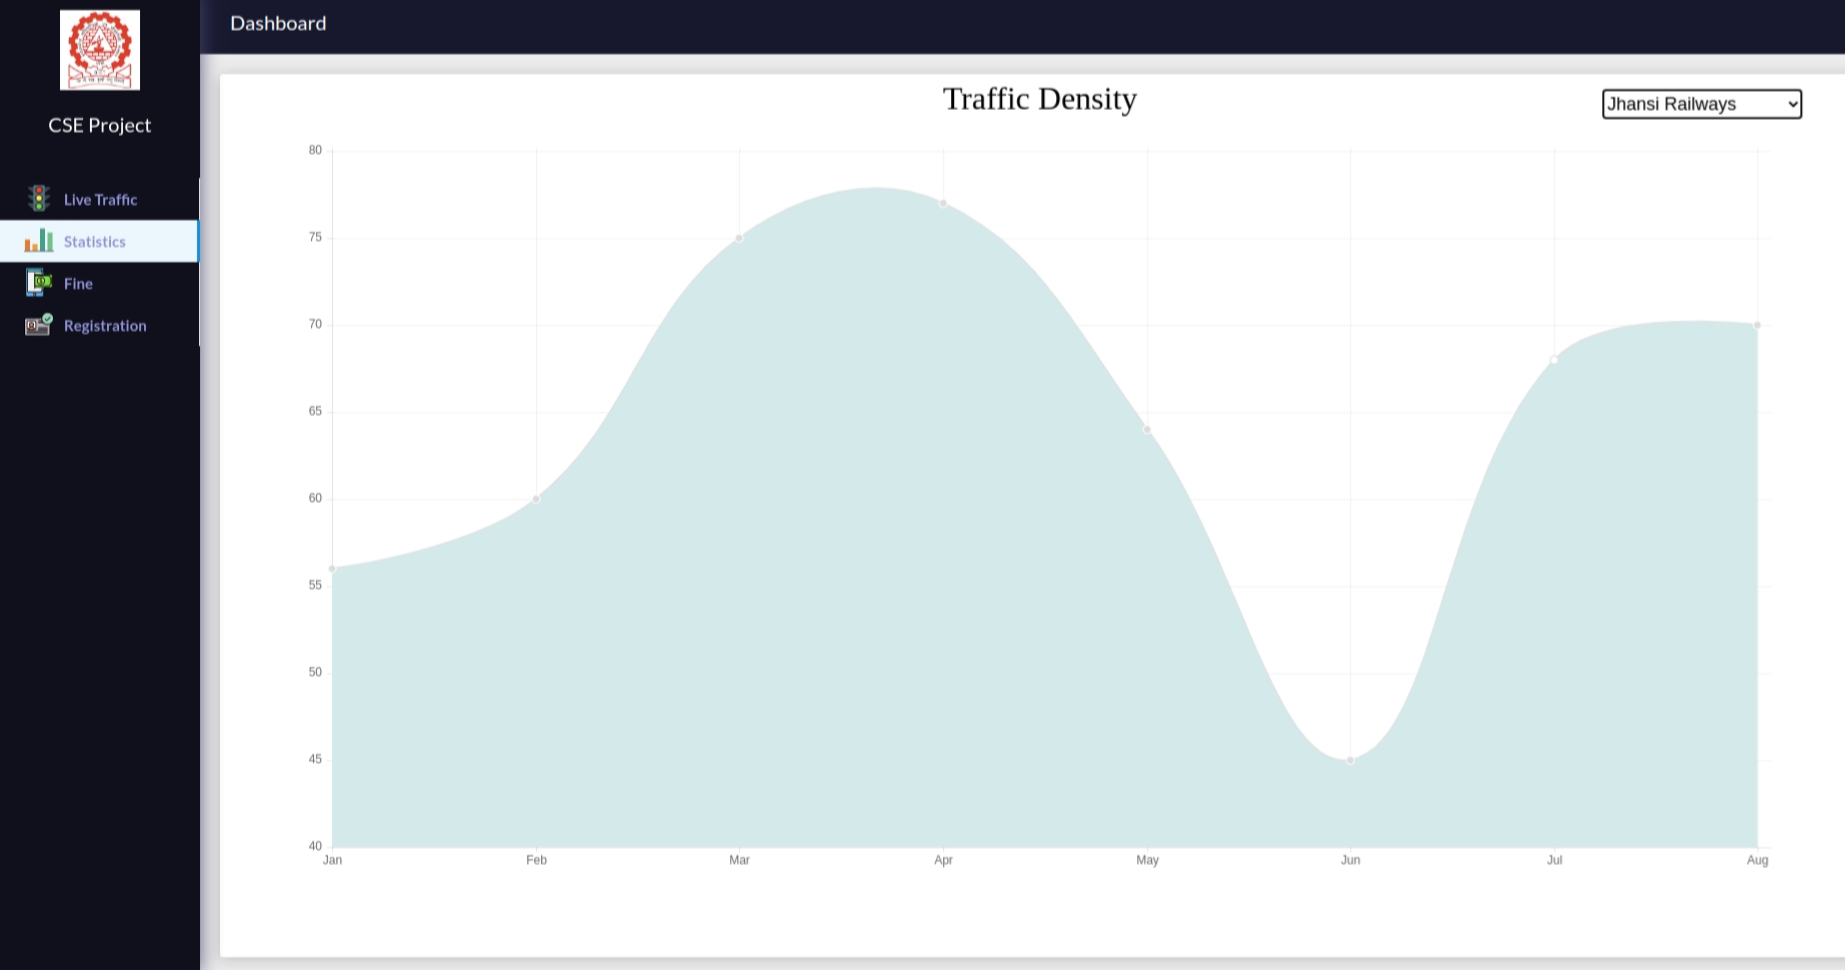 Dashboard
CSE Project
Live Traffic
Statistics
Fine
Registration
Traffic Density
Jhansi Railways
80
75
70
65
60
55
50
45
40
Jan Feb Mar Apr May Jun Jul Aug